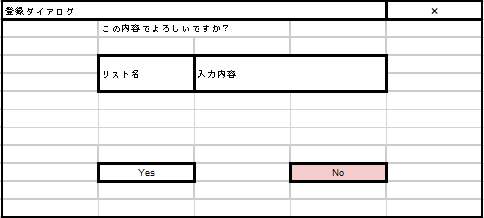 登録ダイアログ ×
この内容でよろしいですか？
リスト名 入力内容
Yes No